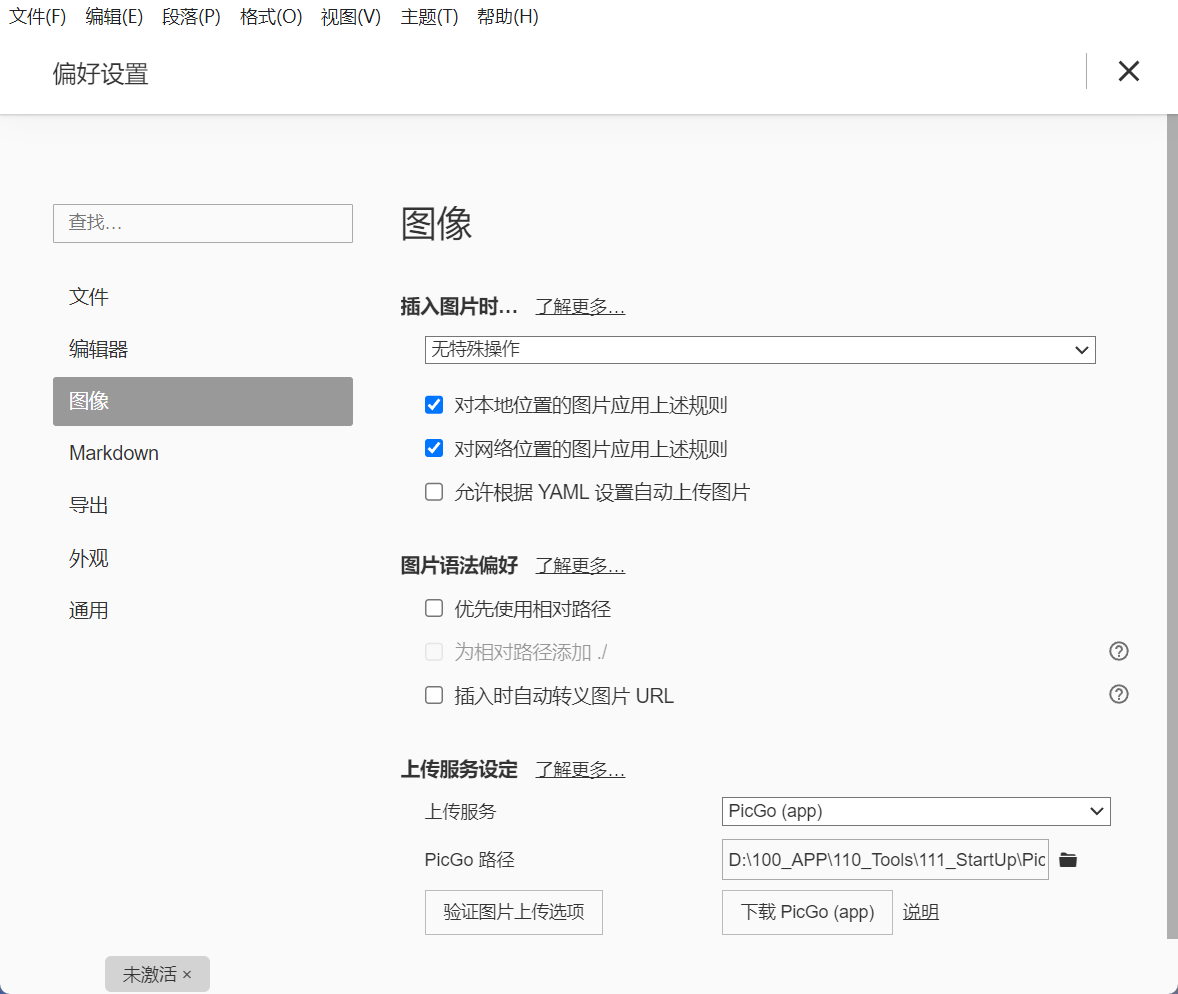 文件(F) 编辑(E) 段落(P) 格式(O) 视图(V) 主题(T) 帮助(H)
偏好设置
查找...
文件
编辑器
图像
Markdown
导出
外观
通用
图像
插入图片时... 了解更多...
无特殊操作
对本地位置的图片应用上述规则
对网络位置的图片应用上述规则
允许根据 YAML 设置自动上传图片
图片语法偏好 了解更多...
优先使用相对路径
为相对路径添加 ./
插入时自动转义图片 URL
上传服务设定 了解更多...
上传服务 PicGo (app)
PicGo 路径 D:\100_APP\110_Tools\111_StartUp\Pic
验证图片上传选项 下载 PicGo (app) 说明
未激活 ×